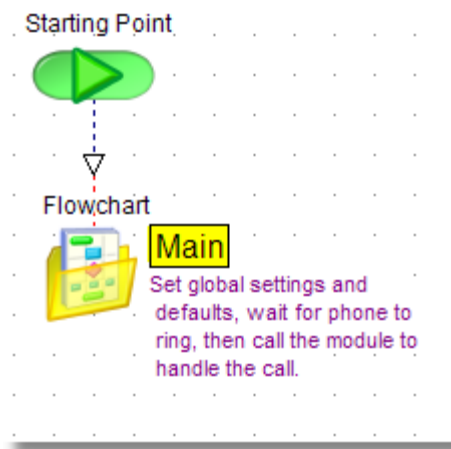 Starting Point
Flowchart
Main
Set global settings and
defaults, wait for phone to
ring, then call the module to
handle the call.